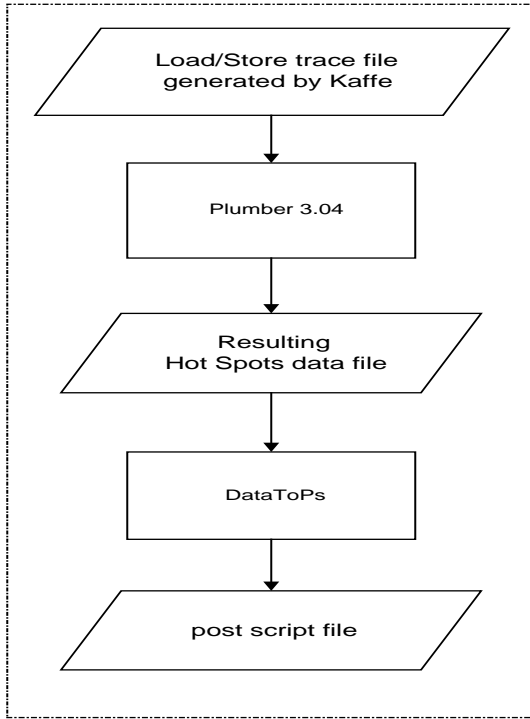 Load/Store trace file
generated by Kaffe
Plumber 3.04
Resulting
Hot Spots data file
DataToPs
post script file